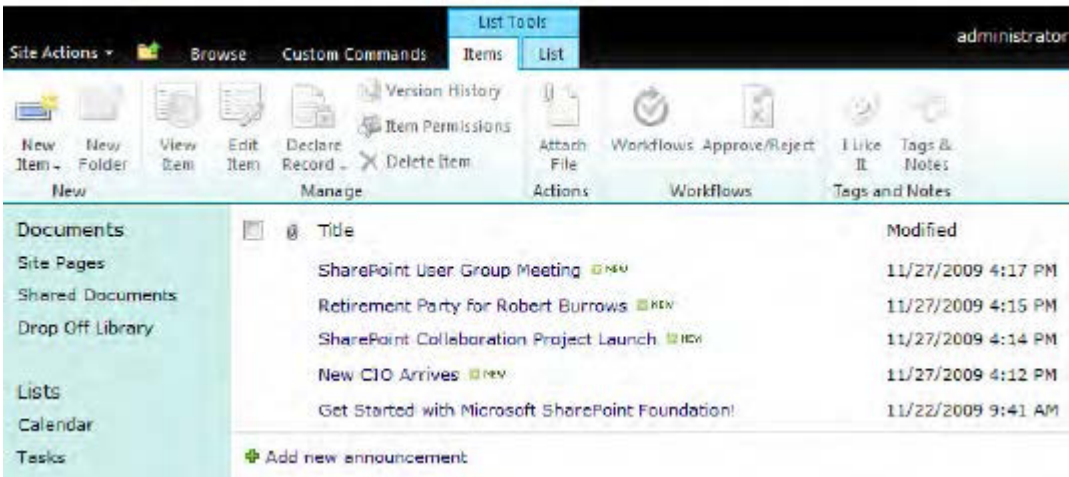 List Tools
administrator
Site Actions Browse Custom Commands Items List
New Item
New Folder
View Item
Edit Item
Declare Record
Version History
Item Permissions
Delete Item
Attach File
Workflows
Approve/Reject
I Like It
Tags & Notes
New
Manage
Actions
Workflows
Tags and Notes
Documents
Site Pages
Shared Documents
Drop Off Library
Lists
Calendar
Tasks
Title Modified
SharePoint User Group Meeting NEW 11/27/2009 4:17 PM
Retirement Party for Robert Burrows NEW 11/27/2009 4:15 PM
SharePoint Collaboration Project Launch NEW 11/27/2009 4:14 PM
New CIO Arrives NEW 11/27/2009 4:12 PM
Get Started with Microsoft SharePoint Foundation! 11/22/2009 9:41 AM
Add new announcement